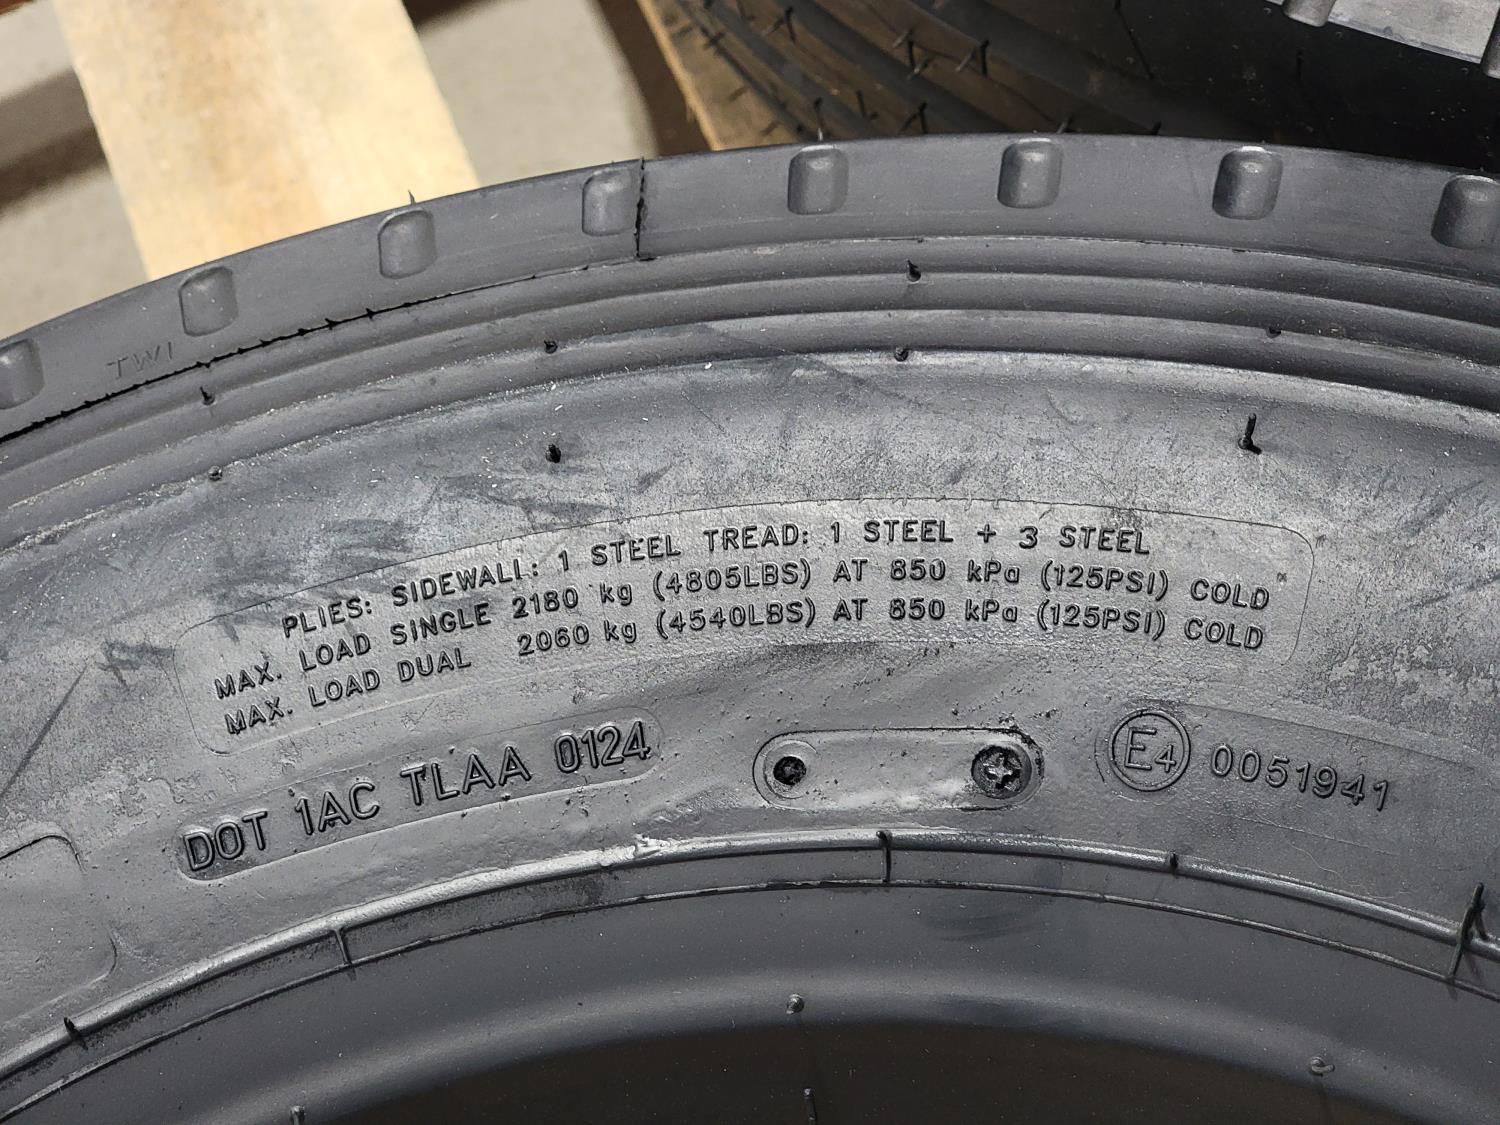 TWI
PLIES: SIDEWALL: 1 STEEL TREAD: 1 STEEL + 3 STEEL
MAX. LOAD SINGLE 2180 kg (4805LBS) AT 850 kPa (125PSI) COLD
MAX. LOAD DUAL 2060 kg (4540LBS) AT 850 kPa (125PSI) COLD
DOT 1AC TLAA 0124
E4 0051941